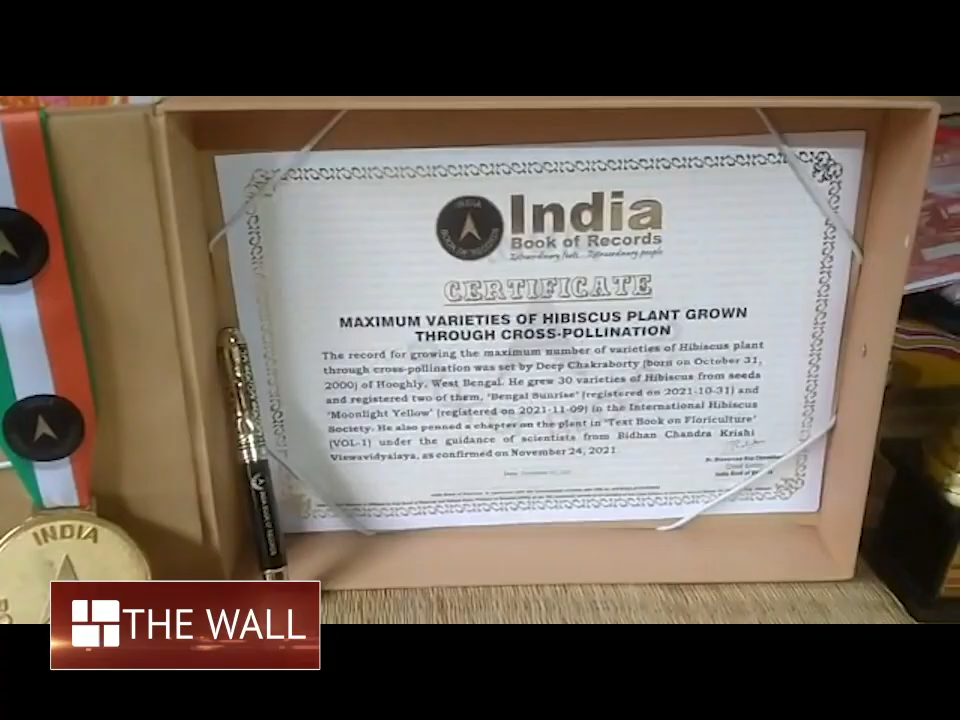 India
Book of Records
Extraordinary feats... Extraordinary people
CERTIFICATE
MAXIMUM VARIETIES OF HIBISCUS PLANT GROWN
THROUGH CROSS-POLLINATION
The record for growing the maximum number of varieties of Hibiscus plant
through cross-pollination was set by Deep Chakraborty (born on October 31,
2000) of Hooghly, West Bengal. He grew 30 varieties of Hibiscus from seeds
and registered two of them, 'Bengal Sunrise' (registered on 2021-10-31) and
'Moonlight Yellow' (registered on 2021-11-09) in the International Hibiscus
Society. He also penned a chapter on the plant in 'Text Book on Floriculture'
(VOL-1) under the guidance of scientists from Bidhan Chandra Krishi
Viswavidyalaya, as confirmed on November 24, 2021
INDIA
THE WALL